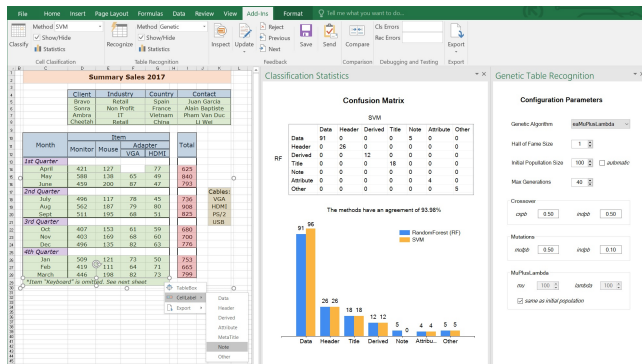 File Home Insert Page Layout Formulas Data Review View Add-Ins Format Tell me what you want to do...
Method SVM
Show/Hide
Statistics
Classify
Cell Classification
Method Genetic
Show/Hide
Statistics
Recognize
Table Recognition
Inspect Update
Reject
Previous
Next
Feedback
Save Send
Compare
Comparison
Cls Errors
Rec Errors
Debugging and Testing
Export
Export
Summary Sales 2017
Client Industry Country Contact
Bravo Retail Spain Juan Garcia
Sonra Non Profit France Alain Baptiste
Ambra IT Vietnam Pham Van Duc
Cheetah Retail China Li Wei
Month Item Total
Monitor Mouse Adapter
VGA HDMI
1st Quarter
April 421 127 77 625
May 588 138 65 49 840
June 459 200 87 47 793
2nd Quarter
July 496 117 78 45 736
Aug 562 187 79 80 908
Sept 511 195 68 51 825
3rd Quarter
Oct 407 153 61 59 680
Nov 403 169 68 60 700
Dec 496 135 82 63 776
4th Quarter
Jan 509 121 73 50 753
Feb 419 111 64 71 665
March 446 198 82 73 799
Cables:
VGA
HDMI
PS/2
USB
"Item "Keyboard" is omitted. See next sheet
TableBox
CellLabel
Export
Data
Header
Derived
Attribute
MetaTitle
Note
Other
Classification Statistics
Confusion Matrix
SVM
Data Header Derived Title Note Attribute Other
RF
Data 91 0 0 0 5 0 0
Header 0 26 0 0 0 0 0
Derived 0 0 12 0 0 0 0
Title 0 0 0 18 0 0 0
Note 0 0 0 0 0 0 0
Attribute 0 0 0 0 0 4 0
Other 0 0 0 0 0 0 5
The methods have an agreement of 93.98%
RandomForest (RF)
SVM
91 96
26 26
18 18
12 12
5 0
4 4
5 5
Data Header Title Derived Note Attribu... Other
Genetic Table Recognition
Configuration Parameters
Genetic Algorithm eaMuPlusLambda
Hall of Fame Size 1
Initial Popultation Size 100 automatic
Max Generations 40
Crossover
cxpb 0.50 indpb 0.50
Mutations
mutpb 0.50 indpb 0.10
MuPlusLambda
mu 100 lambda 100
same as initial population